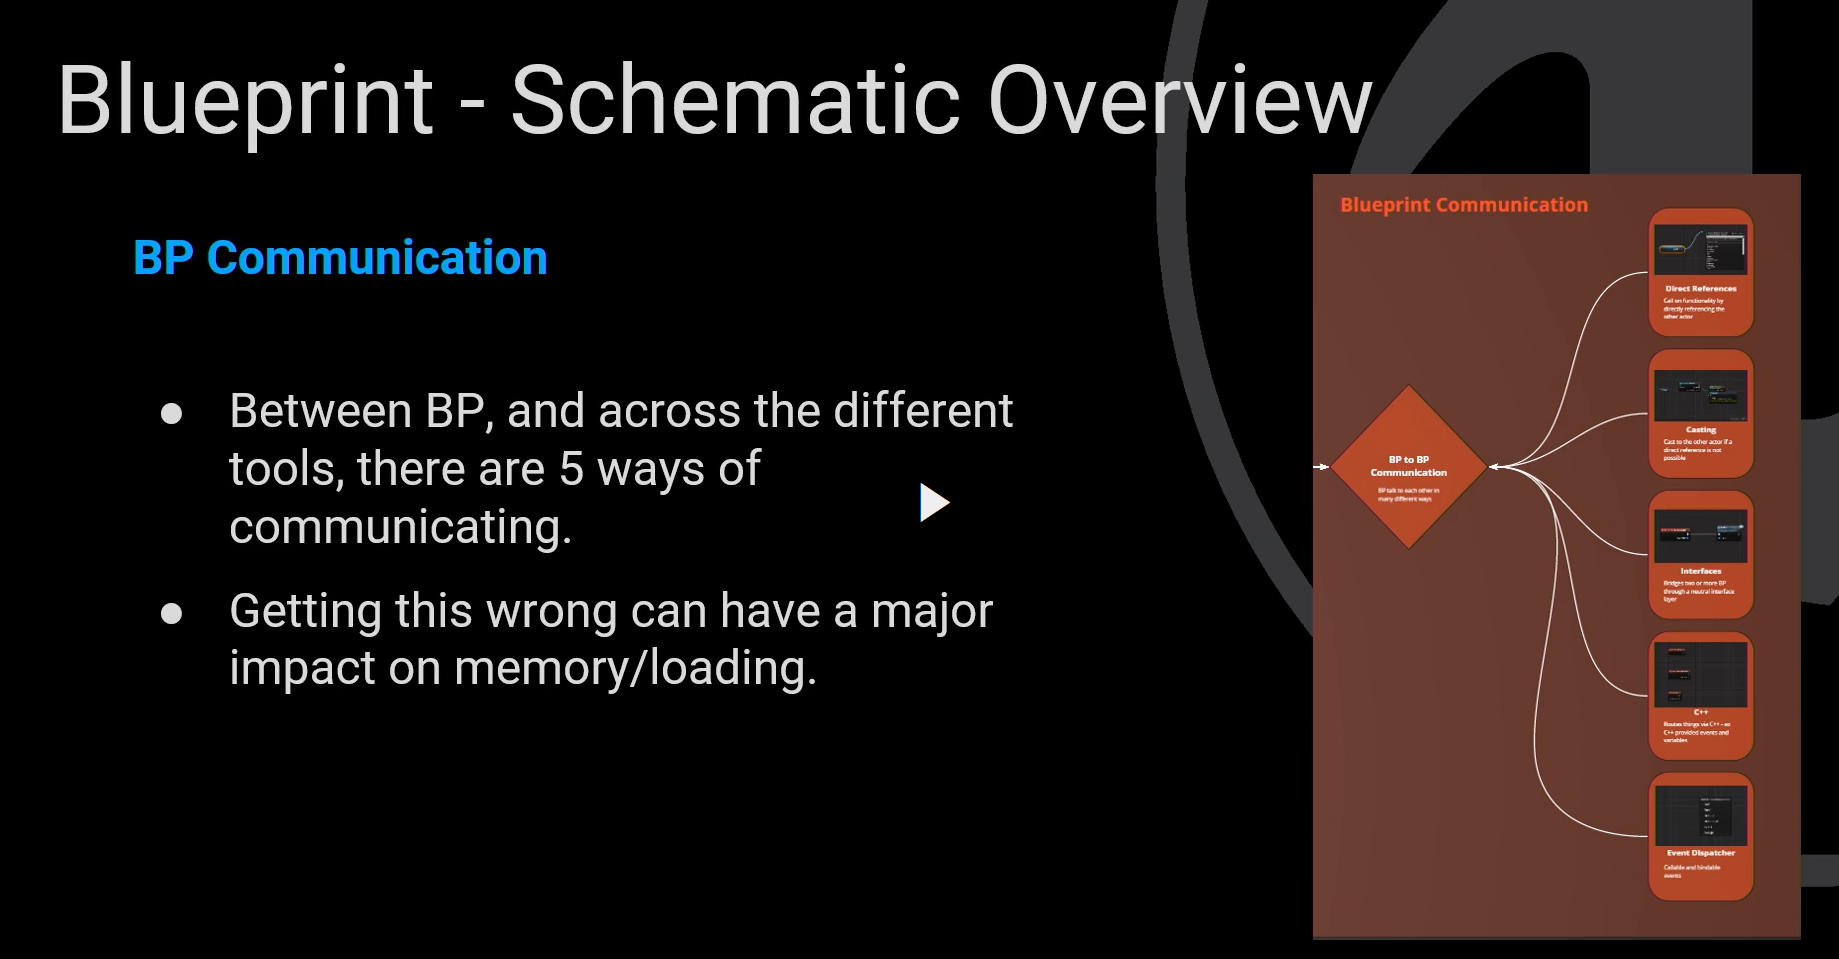 Blueprint - Schematic Overview
BP Communication
● Between BP, and across the different
tools, there are 5 ways of
communicating.
● Getting this wrong can have a major
impact on memory/loading.
Blueprint Communication
BP to BP
Communication
BP talk to each other in
many different ways
Direct References
Call on functionality by
directly referencing the
other actor
Casting
Cast to the other actor if a
direct reference is not
possible
Interfaces
Bridges two or more BP
through a neutral interface
layer
C++
Routes things via C++ - ex
C++ provided events and
variables
Event Dispatcher
Callable and bindable
events